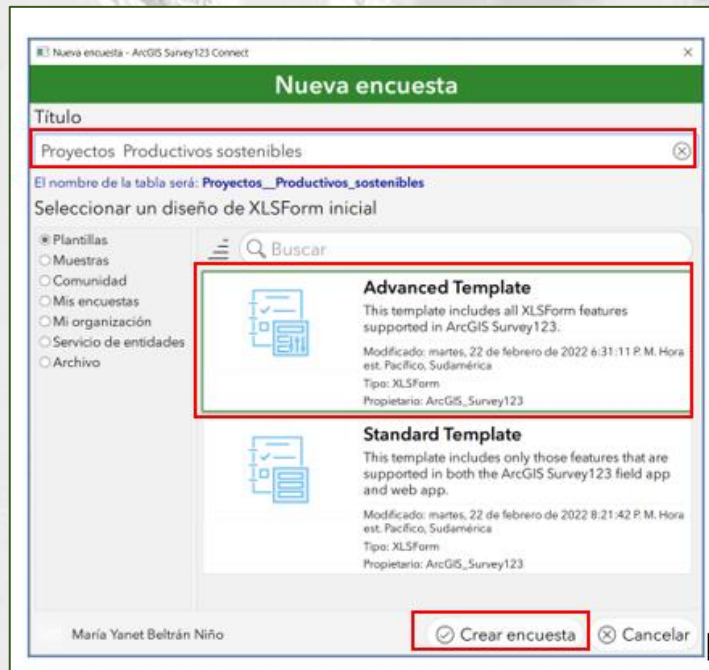 Nueva encuesta - ArcGIS Survey123 Connect
Nueva encuesta
Título
Proyectos Productivos sostenibles
El nombre de la tabla será: Proyectos__Productivos_sostenibles
Seleccionar un diseño de XLSForm inicial
Plantillas
Muestras
Comunidad
Mis encuestas
Mi organización
Servicio de entidades
Archivo
Buscar
Advanced Template
This template includes all XLSForm features
supported in ArcGIS Survey123.
Modificado: martes, 22 de febrero de 2022 6:31:11 P. M. Hora
est. Pacífico, Sudamérica
Tipo: XLSForm
Propietario: ArcGIS_Survey123
Standard Template
This template includes only those features that are
supported in both the ArcGIS Survey123 field app
and web app.
Modificado: martes, 22 de febrero de 2022 8:21:42 P. M. Hora
est. Pacífico, Sudamérica
Tipo: XLSForm
Propietario: ArcGIS_Survey123
María Yanet Beltrán Niño
Crear encuesta
Cancelar